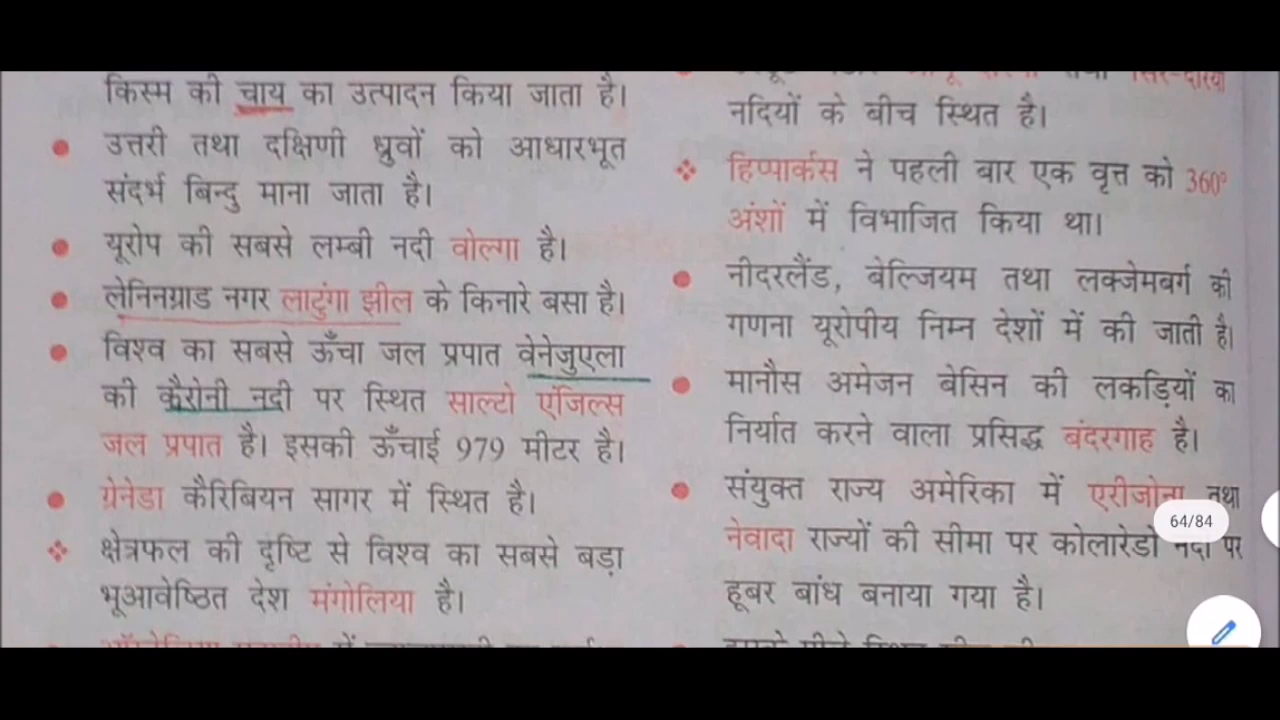 किस्म की चाय का उत्पादन किया जाता है।
उत्तरी तथा दक्षिणी ध्रुवों को आधारभूत
संदर्भ बिन्दु माना जाता है।
यूरोप की सबसे लम्बी नदी वोल्गा है।
लेनिनग्राड नगर लाटुंगा झील के किनारे बसा है।
विश्व का सबसे ऊँचा जल प्रपात वेनेजुएला
की कैरोनी नदी पर स्थित साल्टो एंजिल्स
जल प्रपात है। इसकी ऊँचाई 979 मीटर है।
ग्रेनेडा कैरिबियन सागर में स्थित है।
क्षेत्रफल की दृष्टि से विश्व का सबसे बड़ा
भूआवेष्ठित देश मंगोलिया है।
नदियों के बीच स्थित है।
हिप्पार्कस ने पहली बार एक वृत्त को 360°
अंशों में विभाजित किया था।
नीदरलैंड, बेल्जियम तथा लक्जेमबर्ग की
गणना यूरोपीय निम्न देशों में की जाती है।
मानौस अमेजन बेसिन की लकड़ियों का
निर्यात करने वाला प्रसिद्ध बंदरगाह है।
संयुक्त राज्य अमेरिका में एरीजोना तथा
नेवादा राज्यों की सीमा पर कोलारेडो नदी पर
हूबर बांध बनाया गया है।
64/84